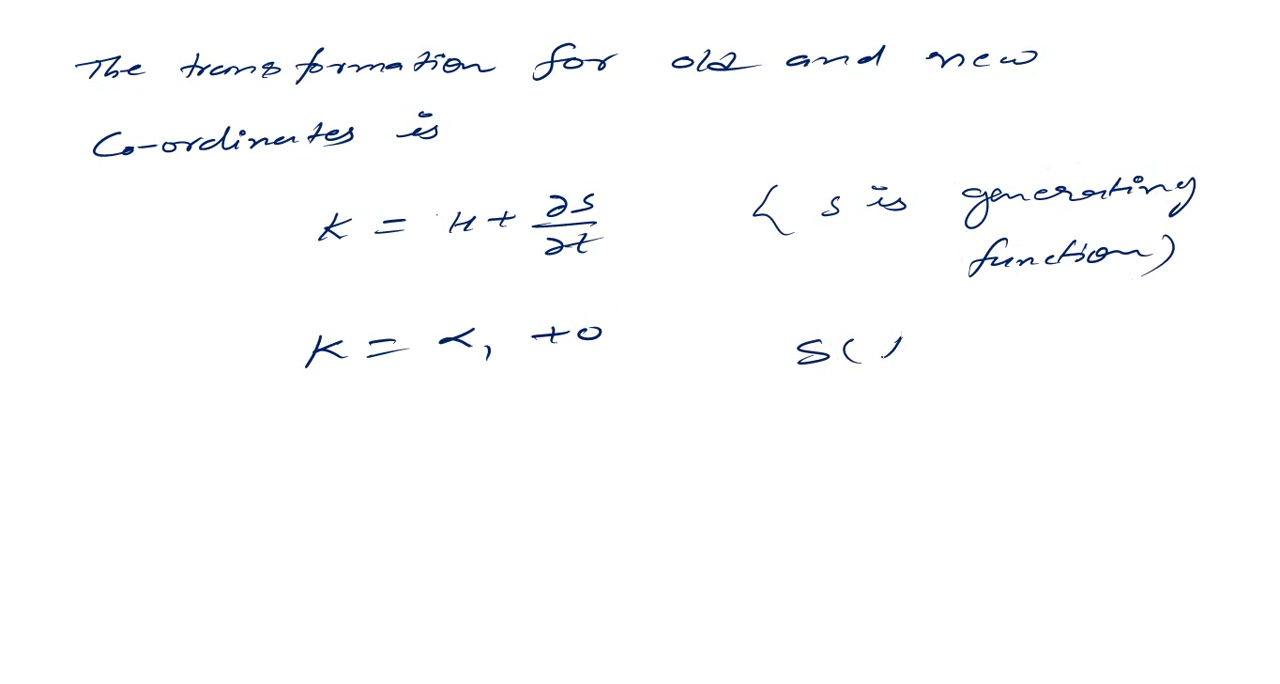 The transformation for old and new
Co-ordinates is
K = H + ∂S/∂t ( S is generating
function)
K = α, +0 S(